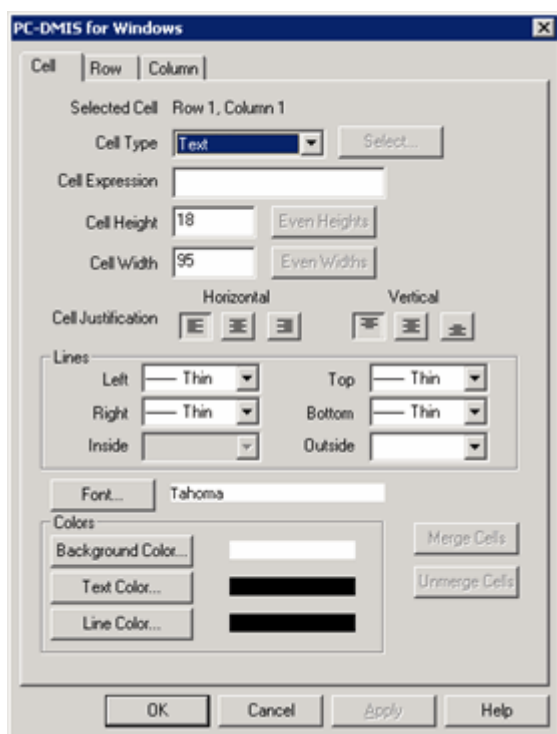 PC-DMIS for Windows
Cell Row Column
Selected Cell Row 1, Column 1
Cell Type Text Select...
Cell Expression
Cell Height 18 Even Heights
Cell Width 95 Even Widths
Horizontal Vertical
Cell Justification
Lines
Left Thin Top Thin
Right Thin Bottom Thin
Inside Outside
Font... Tahoma
Colors
Background Color... Merge Cells
Text Color... Unmerge Cells
Line Color...
OK Cancel Apply Help